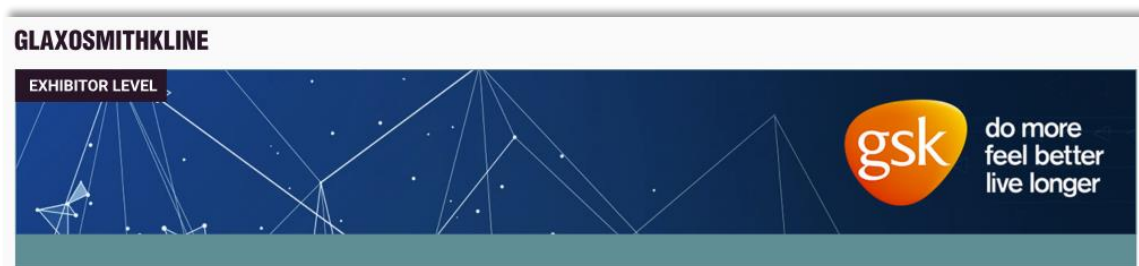 GLAXOSMITHKLINE
EXHIBITOR LEVEL
gsk
do more
feel better
live longer